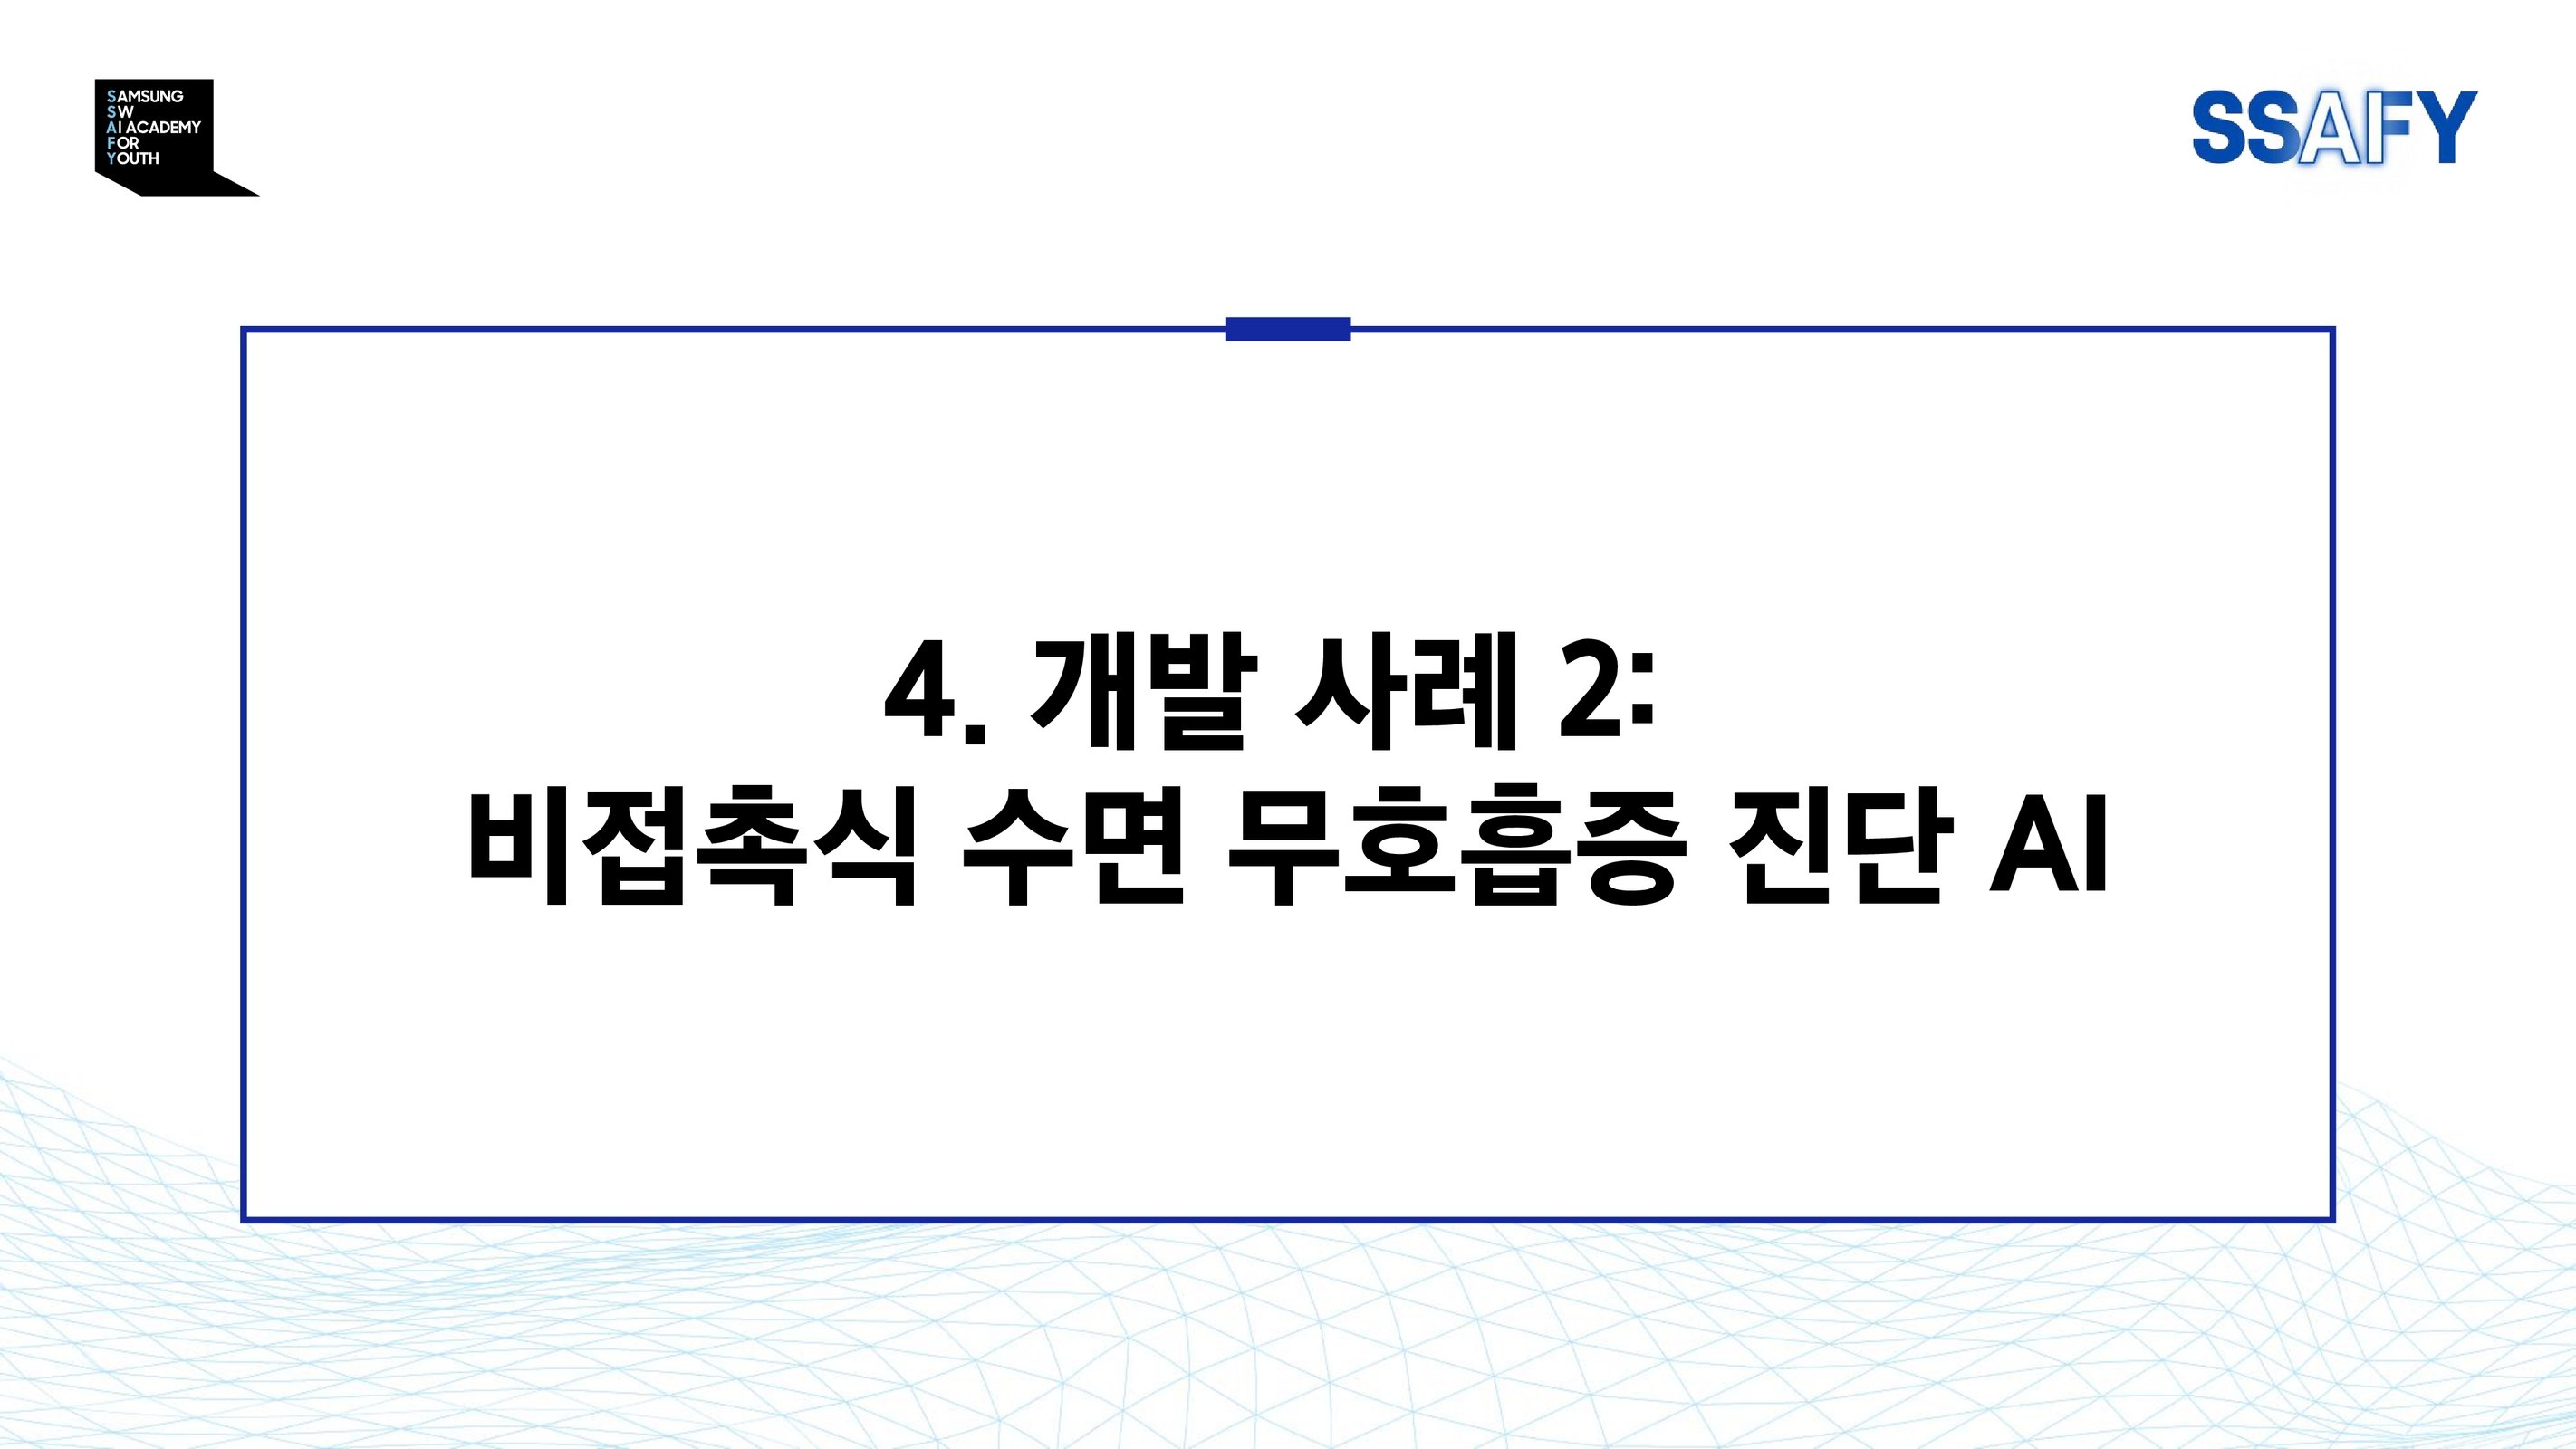 SAMSUNG
SW
AI ACADEMY
FOR
YOUTH
SSAFY
4. 개발 사례 2:
비접촉식 수면 무호흡증 진단 AI